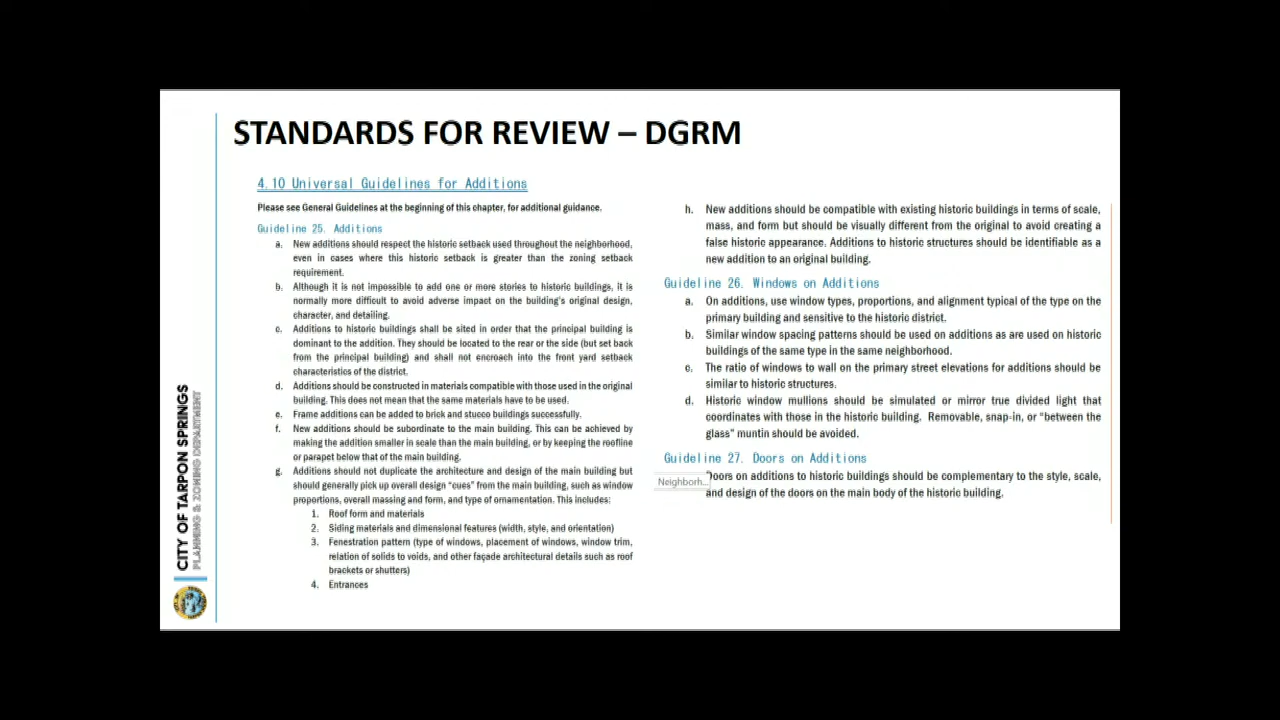 STANDARDS FOR REVIEW – DGRM
4.10 Universal Guidelines for Additions
Please see General Guidelines at the beginning of this chapter, for additional guidance.
Guideline 25. Additions
a. New additions should respect the historic setback used throughout the neighborhood,
even in cases where this historic setback is greater than the zoning setback
requirement.
b. Although it is not impossible to add one or more stories to historic buildings, it is
normally more difficult to avoid adverse impact on the building's original design,
character, and detailing.
c. Additions to historic buildings shall be sited in order that the principal building is
dominant to the addition. They should be located to the rear or the side (but set back
from the principal building) and shall not encroach into the front yard setback
characteristics of the district.
d. Additions should be constructed in materials compatible with those used in the original
building. This does not mean that the same materials have to be used.
e. Frame additions can be added to brick and stucco buildings successfully.
f. New additions should be subordinate to the main building. This can be achieved by
making the addition smaller in scale than the main building, or by keeping the roofline
or parapet below that of the main building.
g. Additions should not duplicate the architecture and design of the main building but
should generally pick up overall design "cues" from the main building, such as window
proportions, overall massing and form, and type of ornamentation. This includes:
1. Roof form and materials
2. Siding materials and dimensional features (width, style, and orientation)
3. Fenestration pattern (type of windows, placement of windows, window trim,
relation of solids to voids, and other façade architectural details such as roof
brackets or shutters)
4. Entrances
h. New additions should be compatible with existing historic buildings in terms of scale,
mass, and form but should be visually different from the original to avoid creating a
false historic appearance. Additions to historic structures should be identifiable as a
new addition to an original building.
Guideline 26. Windows on Additions
a. On additions, use window types, proportions, and alignment typical of the type on the
primary building and sensitive to the historic district.
b. Similar window spacing patterns should be used on additions as are used on historic
buildings of the same type in the same neighborhood.
c. The ratio of windows to wall on the primary street elevations for additions should be
similar to historic structures.
d. Historic window mullions should be simulated or mirror true divided light that
coordinates with those in the historic building. Removable, snap-in, or "between the
glass" muntin should be avoided.
Guideline 27. Doors on Additions
Doors on additions to historic buildings should be complementary to the style, scale,
and design of the doors on the main body of the historic building.
Neighborh...
CITY OF TARPON SPRINGS
PLANNING & ZONING DEPARTMENT